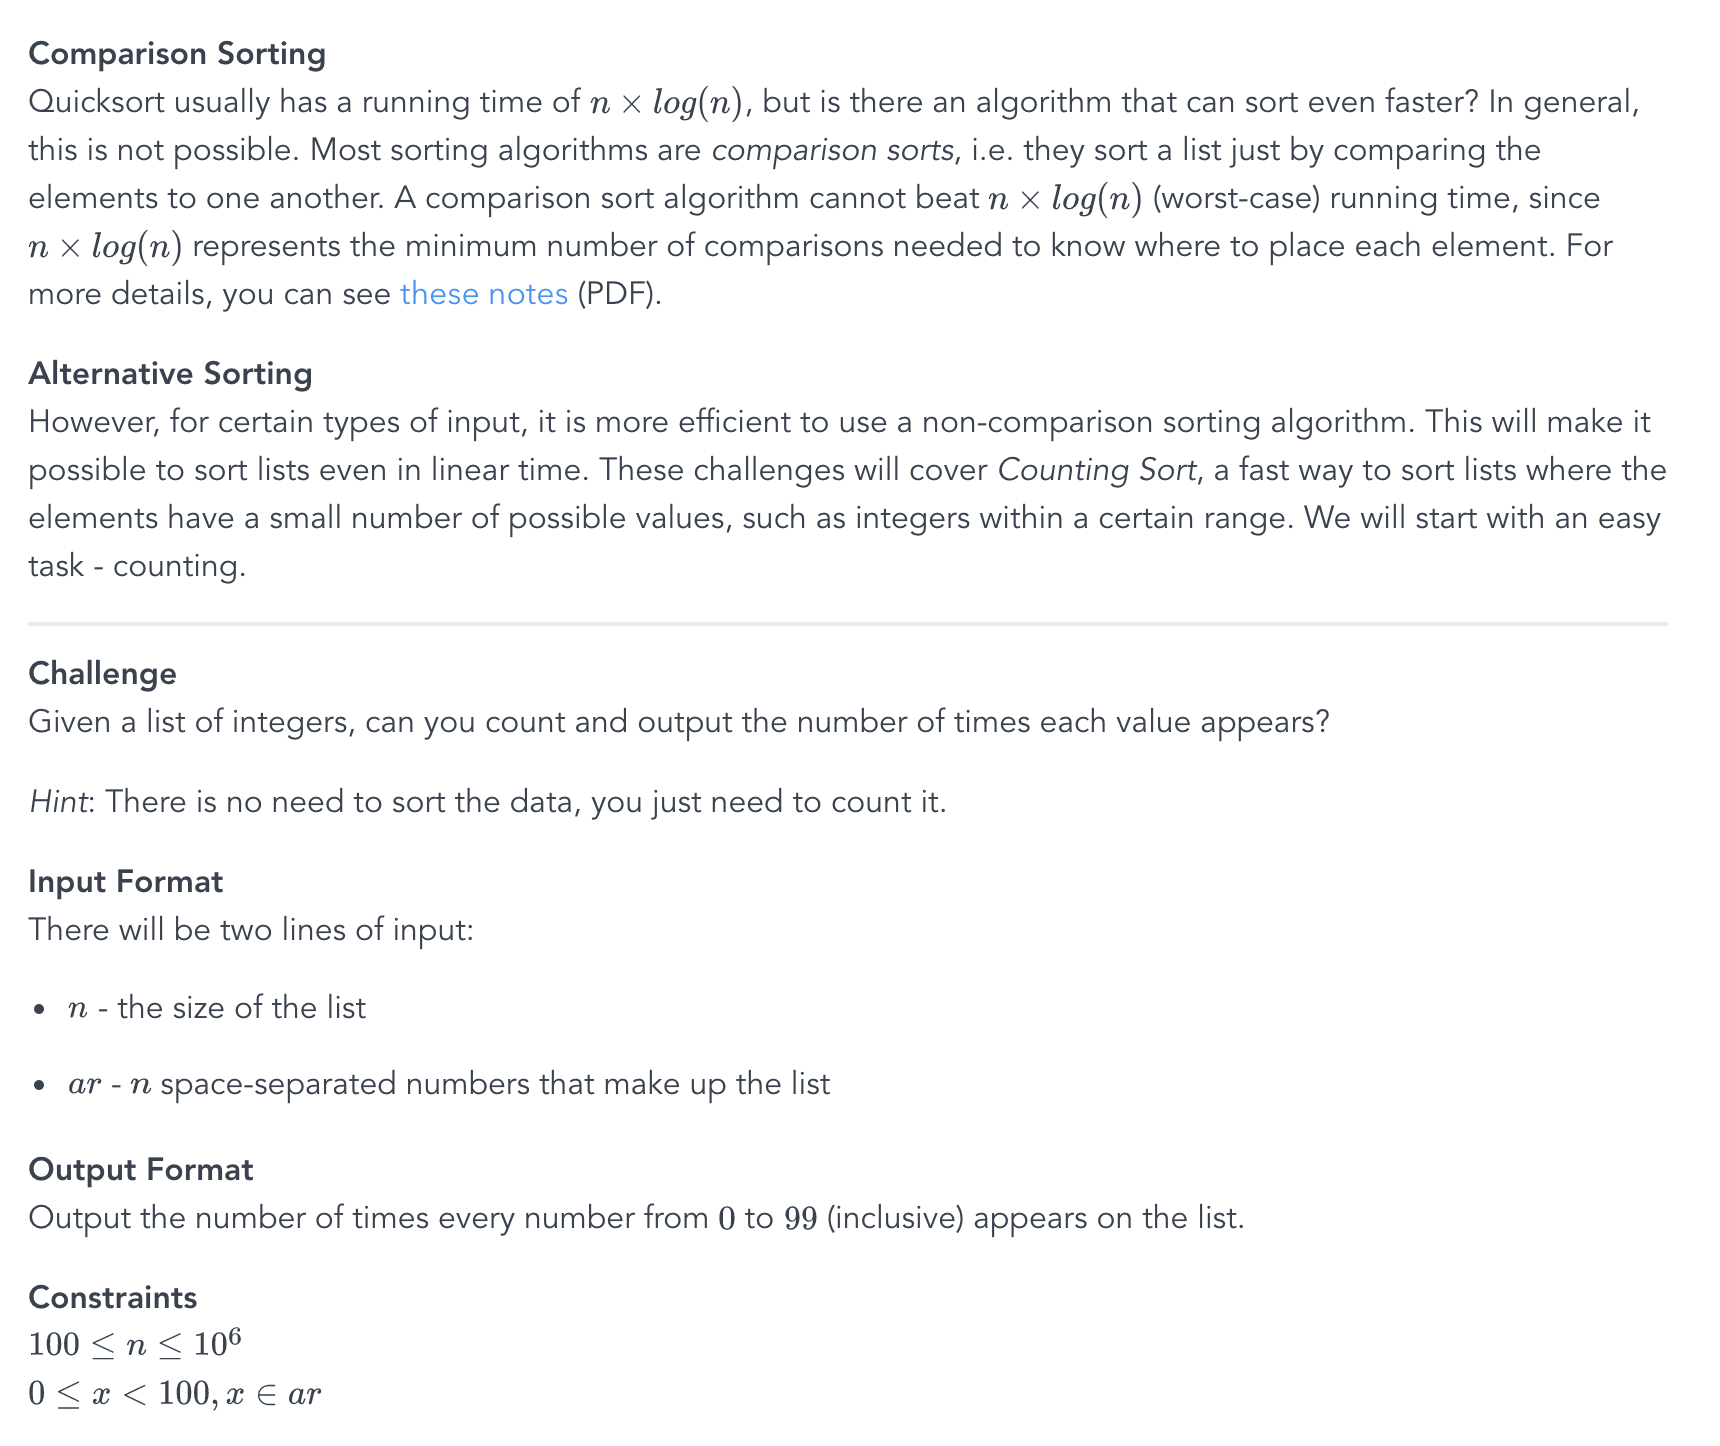 Comparison Sorting
Quicksort usually has a running time of n × log(n), but is there an algorithm that can sort even faster? In general,
this is not possible. Most sorting algorithms are comparison sorts, i.e. they sort a list just by comparing the
elements to one another. A comparison sort algorithm cannot beat n × log(n) (worst-case) running time, since
n × log(n) represents the minimum number of comparisons needed to know where to place each element. For
more details, you can see these notes (PDF).
Alternative Sorting
However, for certain types of input, it is more efficient to use a non-comparison sorting algorithm. This will make it
possible to sort lists even in linear time. These challenges will cover Counting Sort, a fast way to sort lists where the
elements have a small number of possible values, such as integers within a certain range. We will start with an easy
task - counting.
Challenge
Given a list of integers, can you count and output the number of times each value appears?
Hint: There is no need to sort the data, you just need to count it.
Input Format
There will be two lines of input:
• n - the size of the list
• ar - n space-separated numbers that make up the list
Output Format
Output the number of times every number from 0 to 99 (inclusive) appears on the list.
Constraints
100 ≤ n ≤ 10⁶
0 ≤ x < 100, x ∈ ar